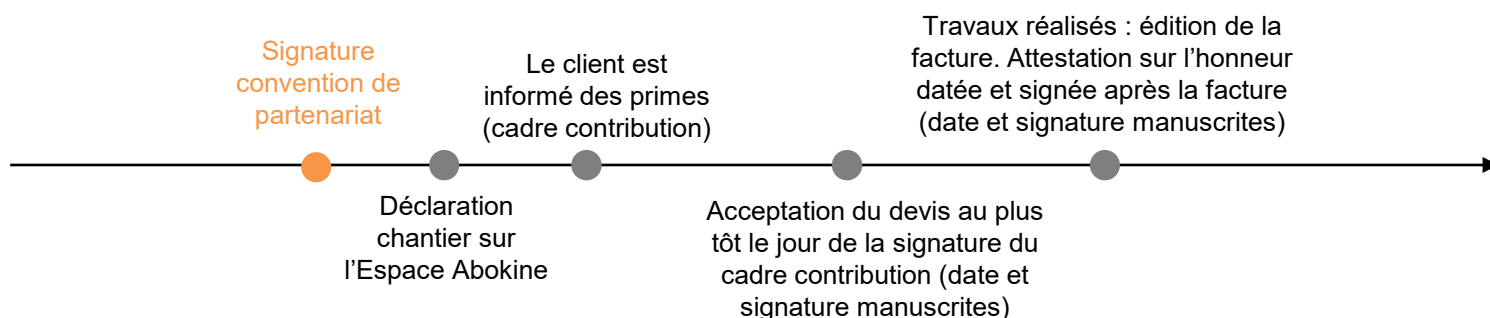 Signature
convention de
partenariat
Déclaration
chantier sur
l’Espace Abokine
Le client est
informé des primes
(cadre contribution)
Acceptation du devis au plus
tôt le jour de la signature du
cadre contribution (date et
signature manuscrites)
Travaux réalisés : édition de la
facture. Attestation sur l’honneur
datée et signée après la facture
(date et signature manuscrites)